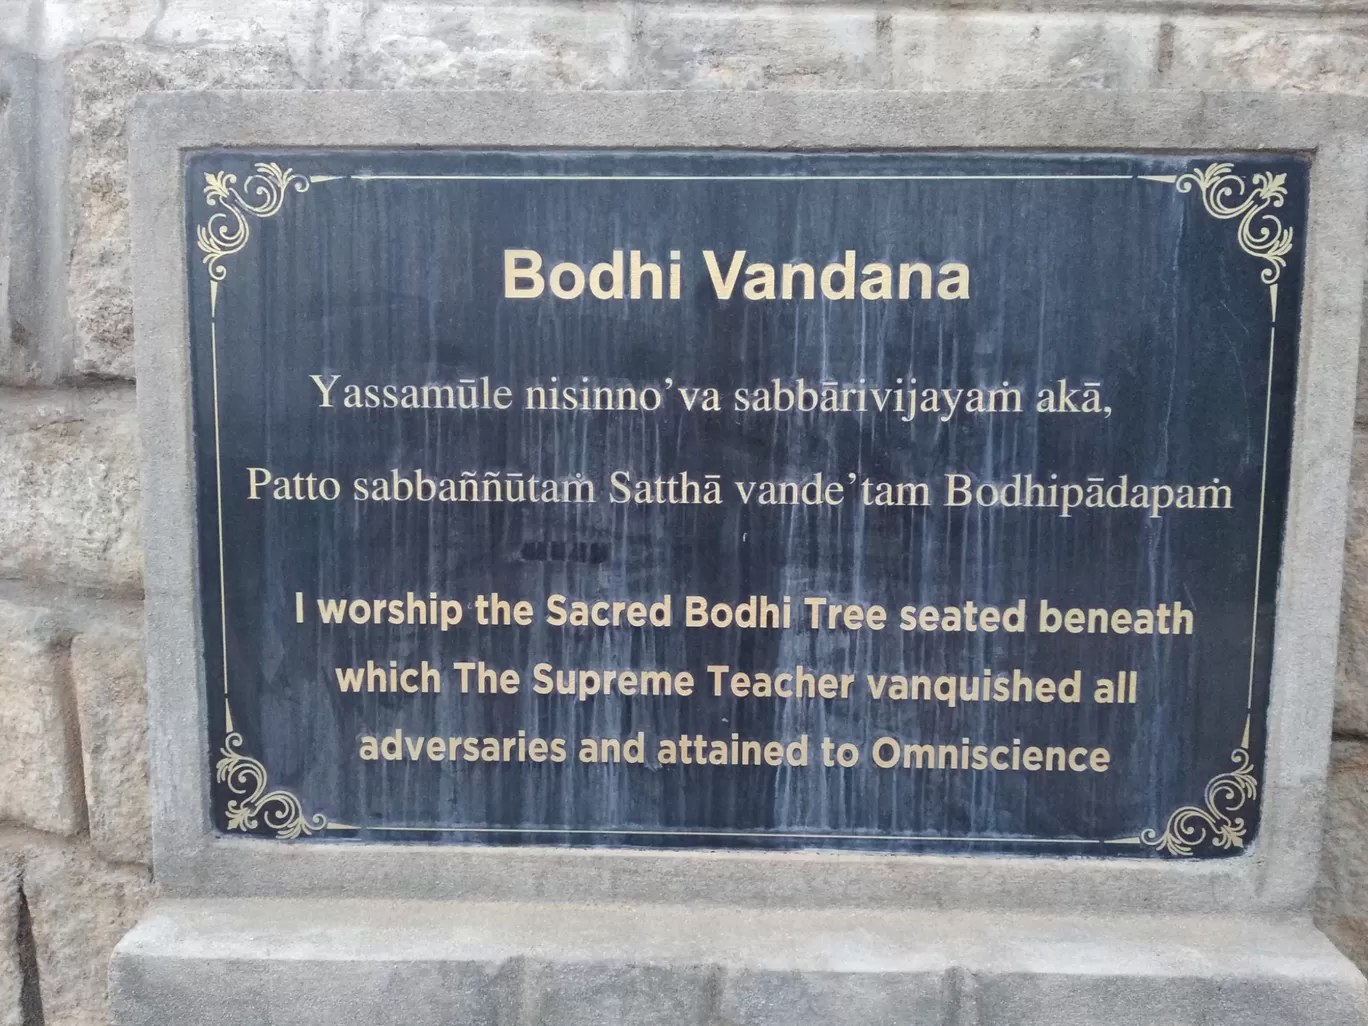 Bodhi Vandana
Yassamūle nisinno’va sabbārivijayaṁ akā,
Patto sabbaññūtaṁ Satthā vande’tam Bodhipādapaṁ
I worship the Sacred Bodhi Tree seated beneath
which The Supreme Teacher vanquished all
adversaries and attained to Omniscience